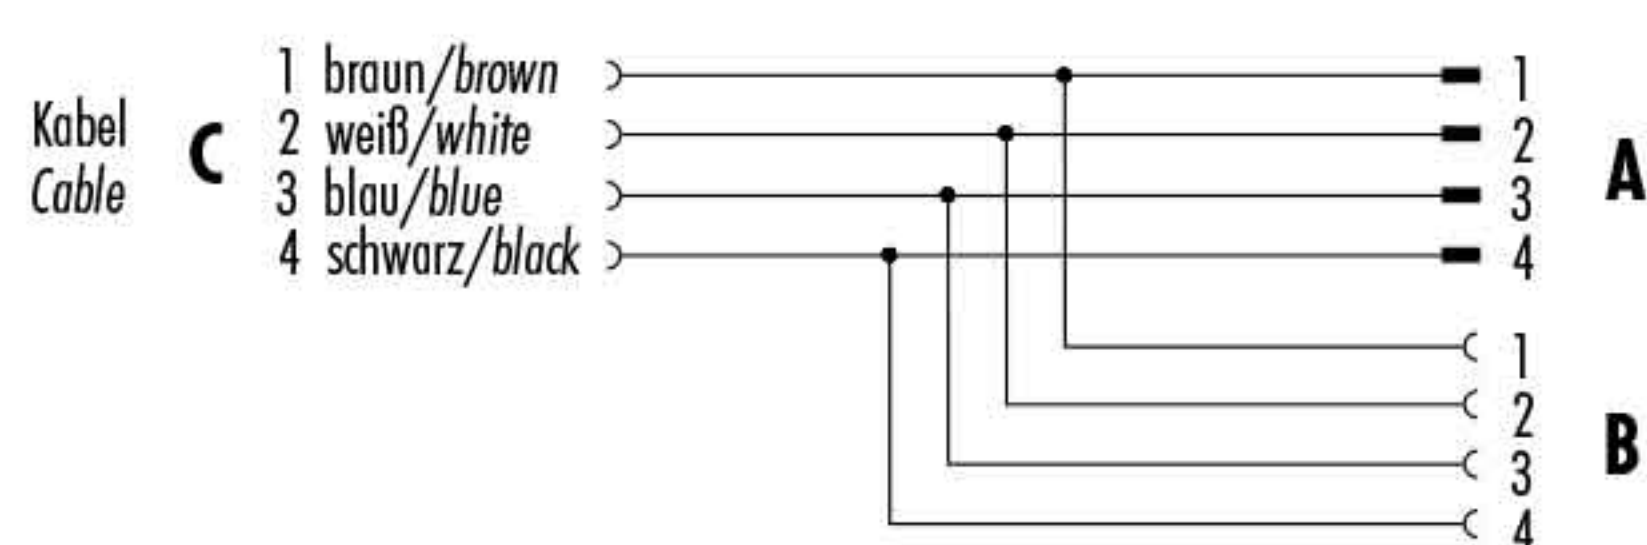 Kabel
Cable
C
1 braun/brown
2 weiß/white
3 blau/blue
4 schwarz/black
1
2
3
4
A
1
2
3
4
B